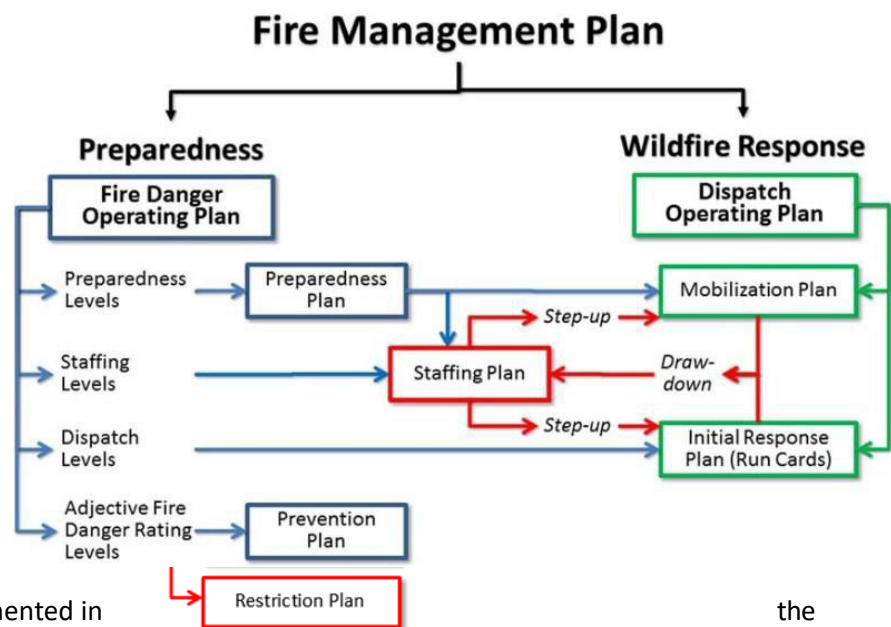 Fire Management Plan
Preparedness
Wildfire Response
Fire Danger
Operating Plan
Dispatch
Operating Plan
Preparedness
Levels
Preparedness
Plan
Mobilization Plan
Step-up
Staffing
Levels
Staffing Plan
Draw-
down
Step-up
Dispatch
Levels
Initial Response
Plan (Run Cards)
Adjective Fire
Danger Rating
Levels
Prevention
Plan
Restriction Plan
the